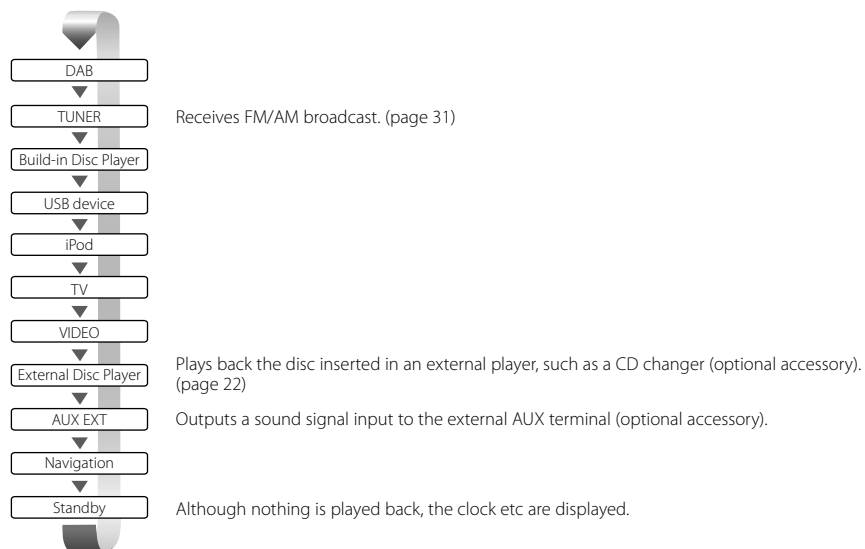 DAB
TUNER
Receives FM/AM broadcast. (page 31)
Build-in Disc Player
USB device
iPod
TV
VIDEO
External Disc Player
Plays back the disc inserted in an external player, such as a CD changer (optional accessory).
(page 22)
AUX EXT
Outputs a sound signal input to the external AUX terminal (optional accessory).
Navigation
Standby
Although nothing is played back, the clock etc are displayed.